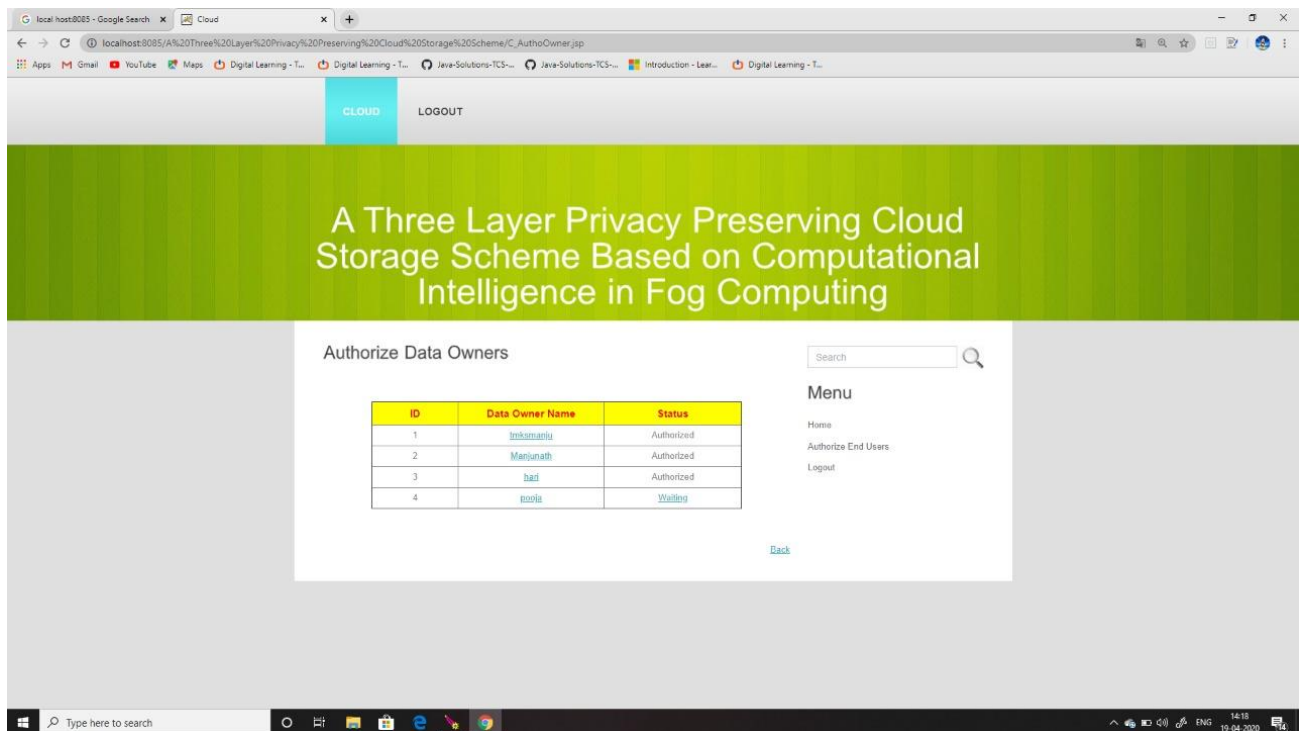 local host:8085 - Google Search
Cloud
localhost:8085/A%20Three%20Layer%20Privacy%20Preserving%20Cloud%20Storage%20Scheme/C_AuthoOwner.jsp
Apps Gmail YouTube Maps Digital Learning - T... Digital Learning - T... Java-Solutions-TCS-... Java-Solutions-TCS-... Introduction - Lear... Digital Learning - T...
CLOUD LOGOUT
A Three Layer Privacy Preserving Cloud
Storage Scheme Based on Computational
Intelligence in Fog Computing
Authorize Data Owners
ID Data Owner Name Status
1 tmksmanju Authorized
2 Manjunath Authorized
3 hari Authorized
4 pooja Waiting
Back
Search
Menu
Home
Authorize End Users
Logout
Type here to search
ENG
14:18
19-04-2020